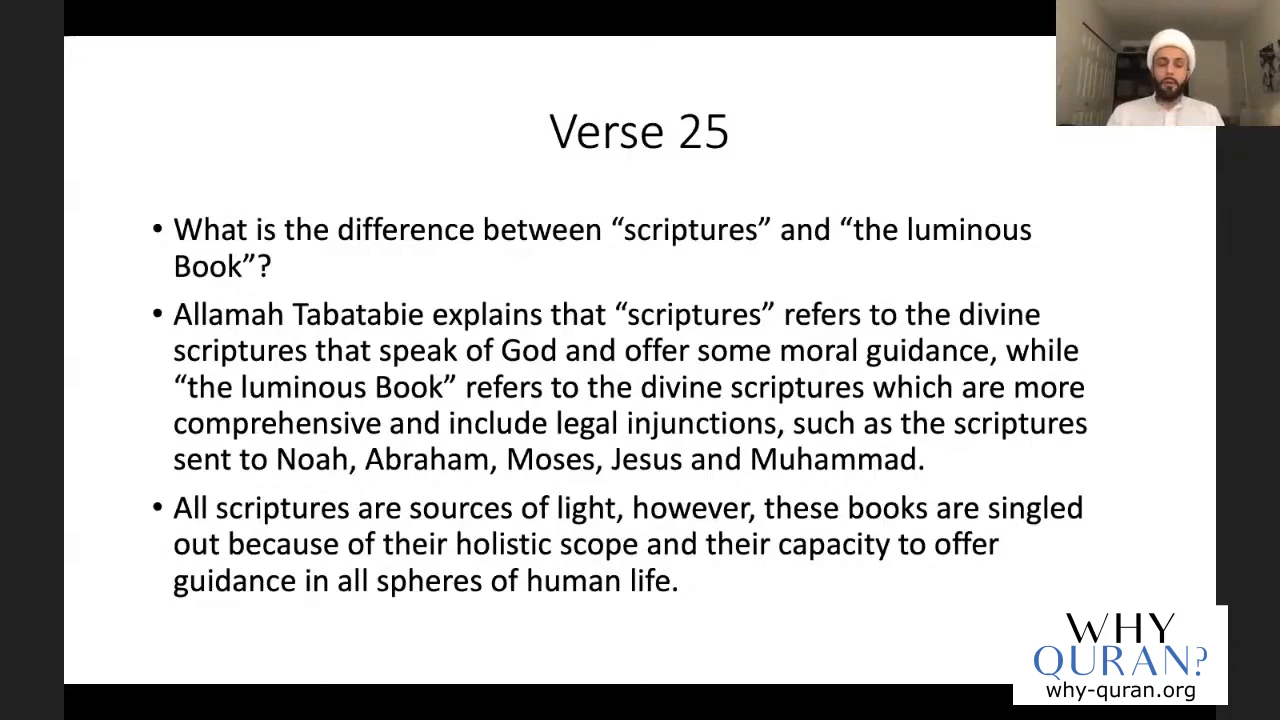 Verse 25
• What is the difference between “scriptures” and “the luminous
Book”?
• Allamah Tabatabie explains that “scriptures” refers to the divine
scriptures that speak of God and offer some moral guidance, while
“the luminous Book” refers to the divine scriptures which are more
comprehensive and include legal injunctions, such as the scriptures
sent to Noah, Abraham, Moses, Jesus and Muhammad.
• All scriptures are sources of light, however, these books are singled
out because of their holistic scope and their capacity to offer
guidance in all spheres of human life.
WHY
QURAN?
why-quran.org